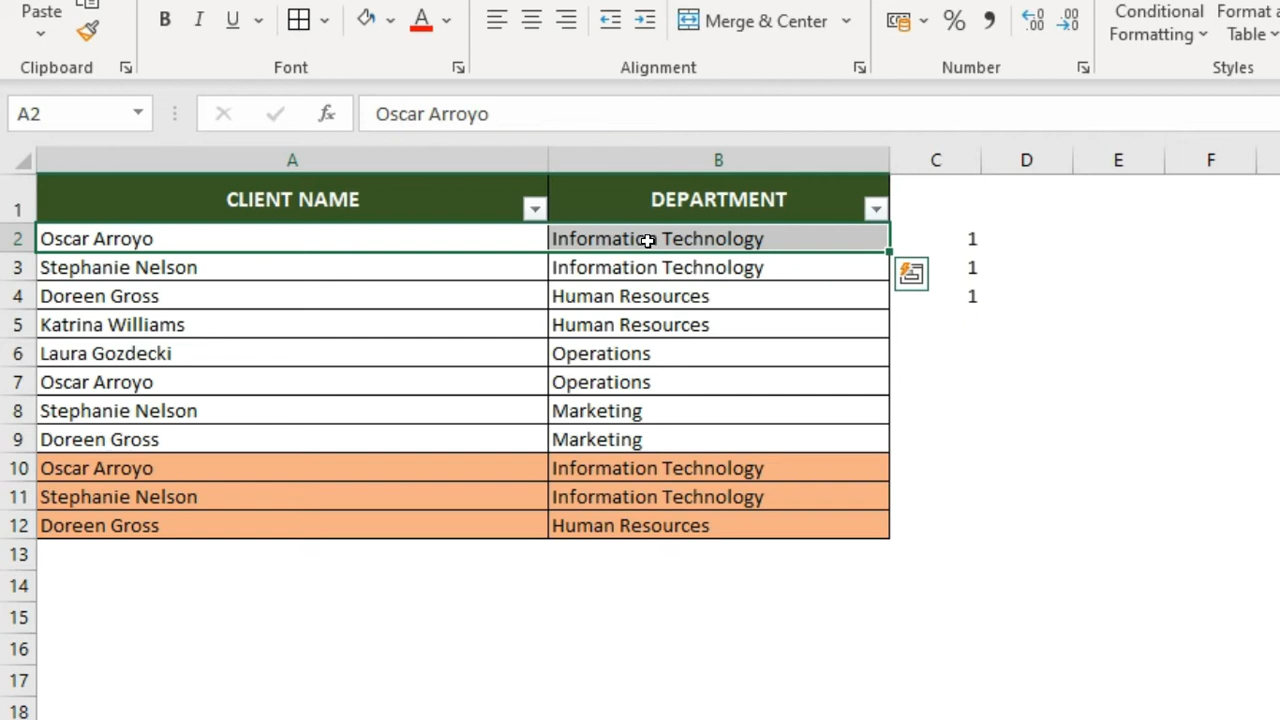 Paste
B I U A
Merge & Center
% , .00 .00
Conditional Formatting
Format a
Table
Clipboard
Font
Alignment
Number
Styles
A2
fx
Oscar Arroyo
A B C D E F
1 CLIENT NAME DEPARTMENT
2 Oscar Arroyo Information Technology 1
3 Stephanie Nelson Information Technology 1
4 Doreen Gross Human Resources 1
5 Katrina Williams Human Resources
6 Laura Gozdecki Operations
7 Oscar Arroyo Operations
8 Stephanie Nelson Marketing
9 Doreen Gross Marketing
10 Oscar Arroyo Information Technology
11 Stephanie Nelson Information Technology
12 Doreen Gross Human Resources
13
14
15
16
17
18